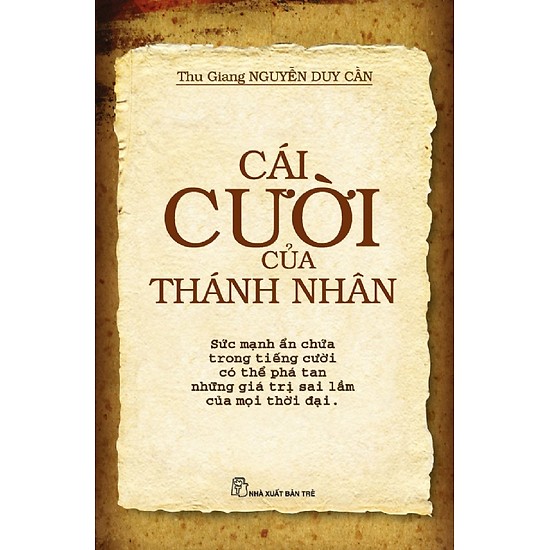 Thu Giang NGUYỄN DUY CẦN
CÁI
CƯỜI
CỦA
THÁNH NHÂN
Sức mạnh ẩn chứa
trong tiếng cười
có thể phá tan
những giá trị sai lầm
của mọi thời đại.
NHÀ XUẤT BẢN TRẺ